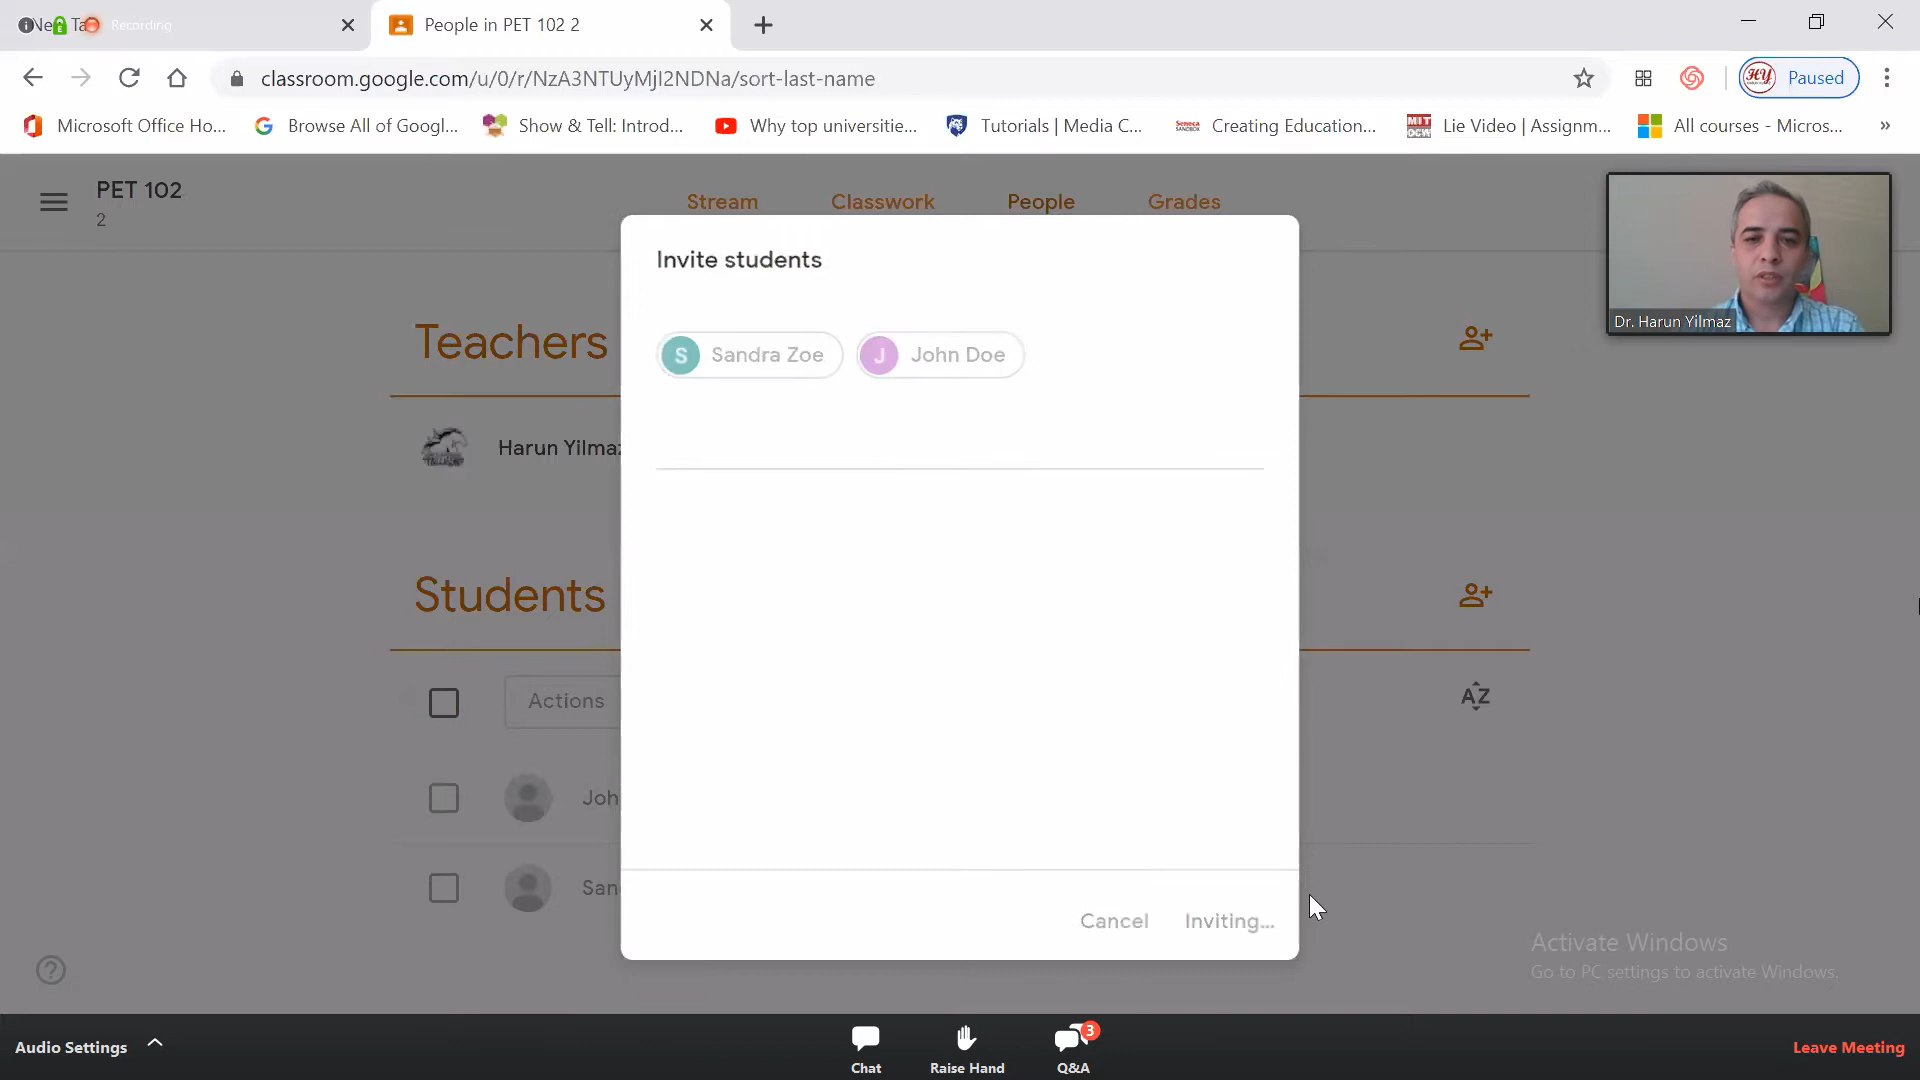 Recording
People in PET 102 2
classroom.google.com/u/0/r/NzA3NTUyMjI2NDNa/sort-last-name
Paused
Microsoft Office Ho...
Browse All of Googl...
Show & Tell: Introd...
Why top universitie...
Tutorials | Media C...
Creating Education...
Lie Video | Assignm...
All courses - Micros...
»
PET 102
2
Stream
Classwork
People
Grades
Dr. Harun Yilmaz
Invite students
S Sandra Zoe
J John Doe
Teachers
Harun Yilmaz
Students
Actions
AZ
Joh
San
Cancel
Inviting...
Activate Windows
Go to PC settings to activate Windows.
Audio Settings
Chat
Raise Hand
3
Q&A
Leave Meeting